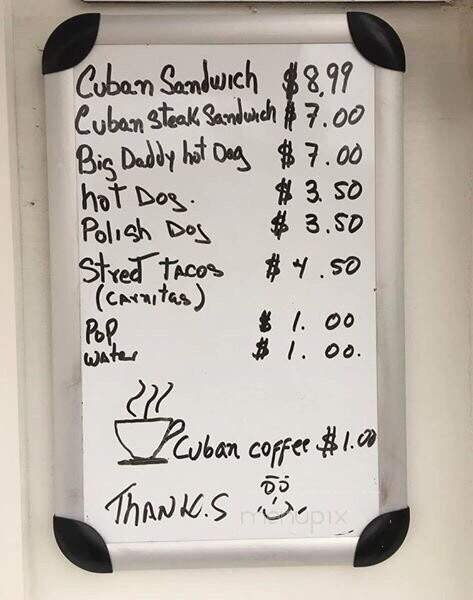 Cuban Sandwich $8.99
Cuban Steak Sandwich $7.00
Big Daddy hot Dog $7.00
hot Dog. $3.50
Polish Dog $3.50
Street Tacos $4.50
(Carnitas)
Pop $1.00
Water $1.00.
Cuban coffee $1.00
THANK.S
menupix